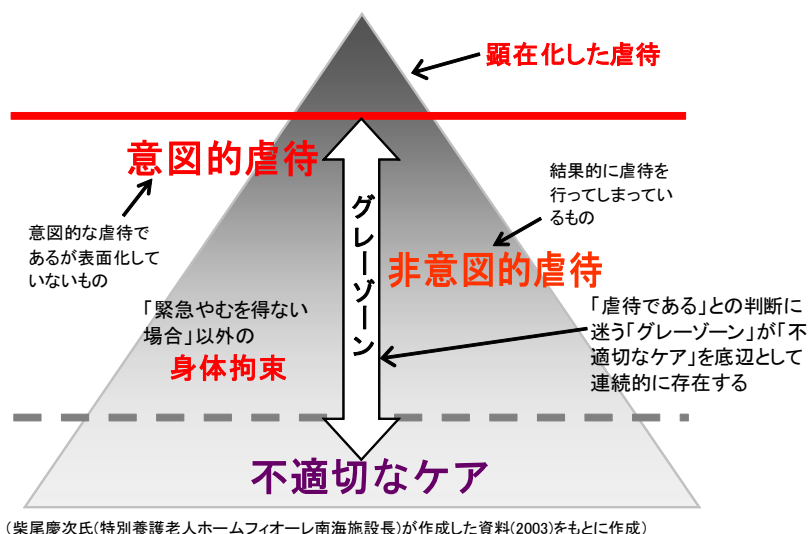 顕在化した虐待
意図的虐待
意図的な虐待で
あるが表面化して
いないもの
グレーゾーン
結果的に虐待を
行ってしまってい
るもの
非意図的虐待
「緊急やむを得ない
場合」以外の
身体拘束
「虐待である」との判断に
迷う「グレーゾーン」が「不
適切なケア」を底辺として
連続的に存在する
不適切なケア
(柴尾慶次氏(特別養護老人ホームフィオーレ南海施設長)が作成した資料(2003)をもとに作成)